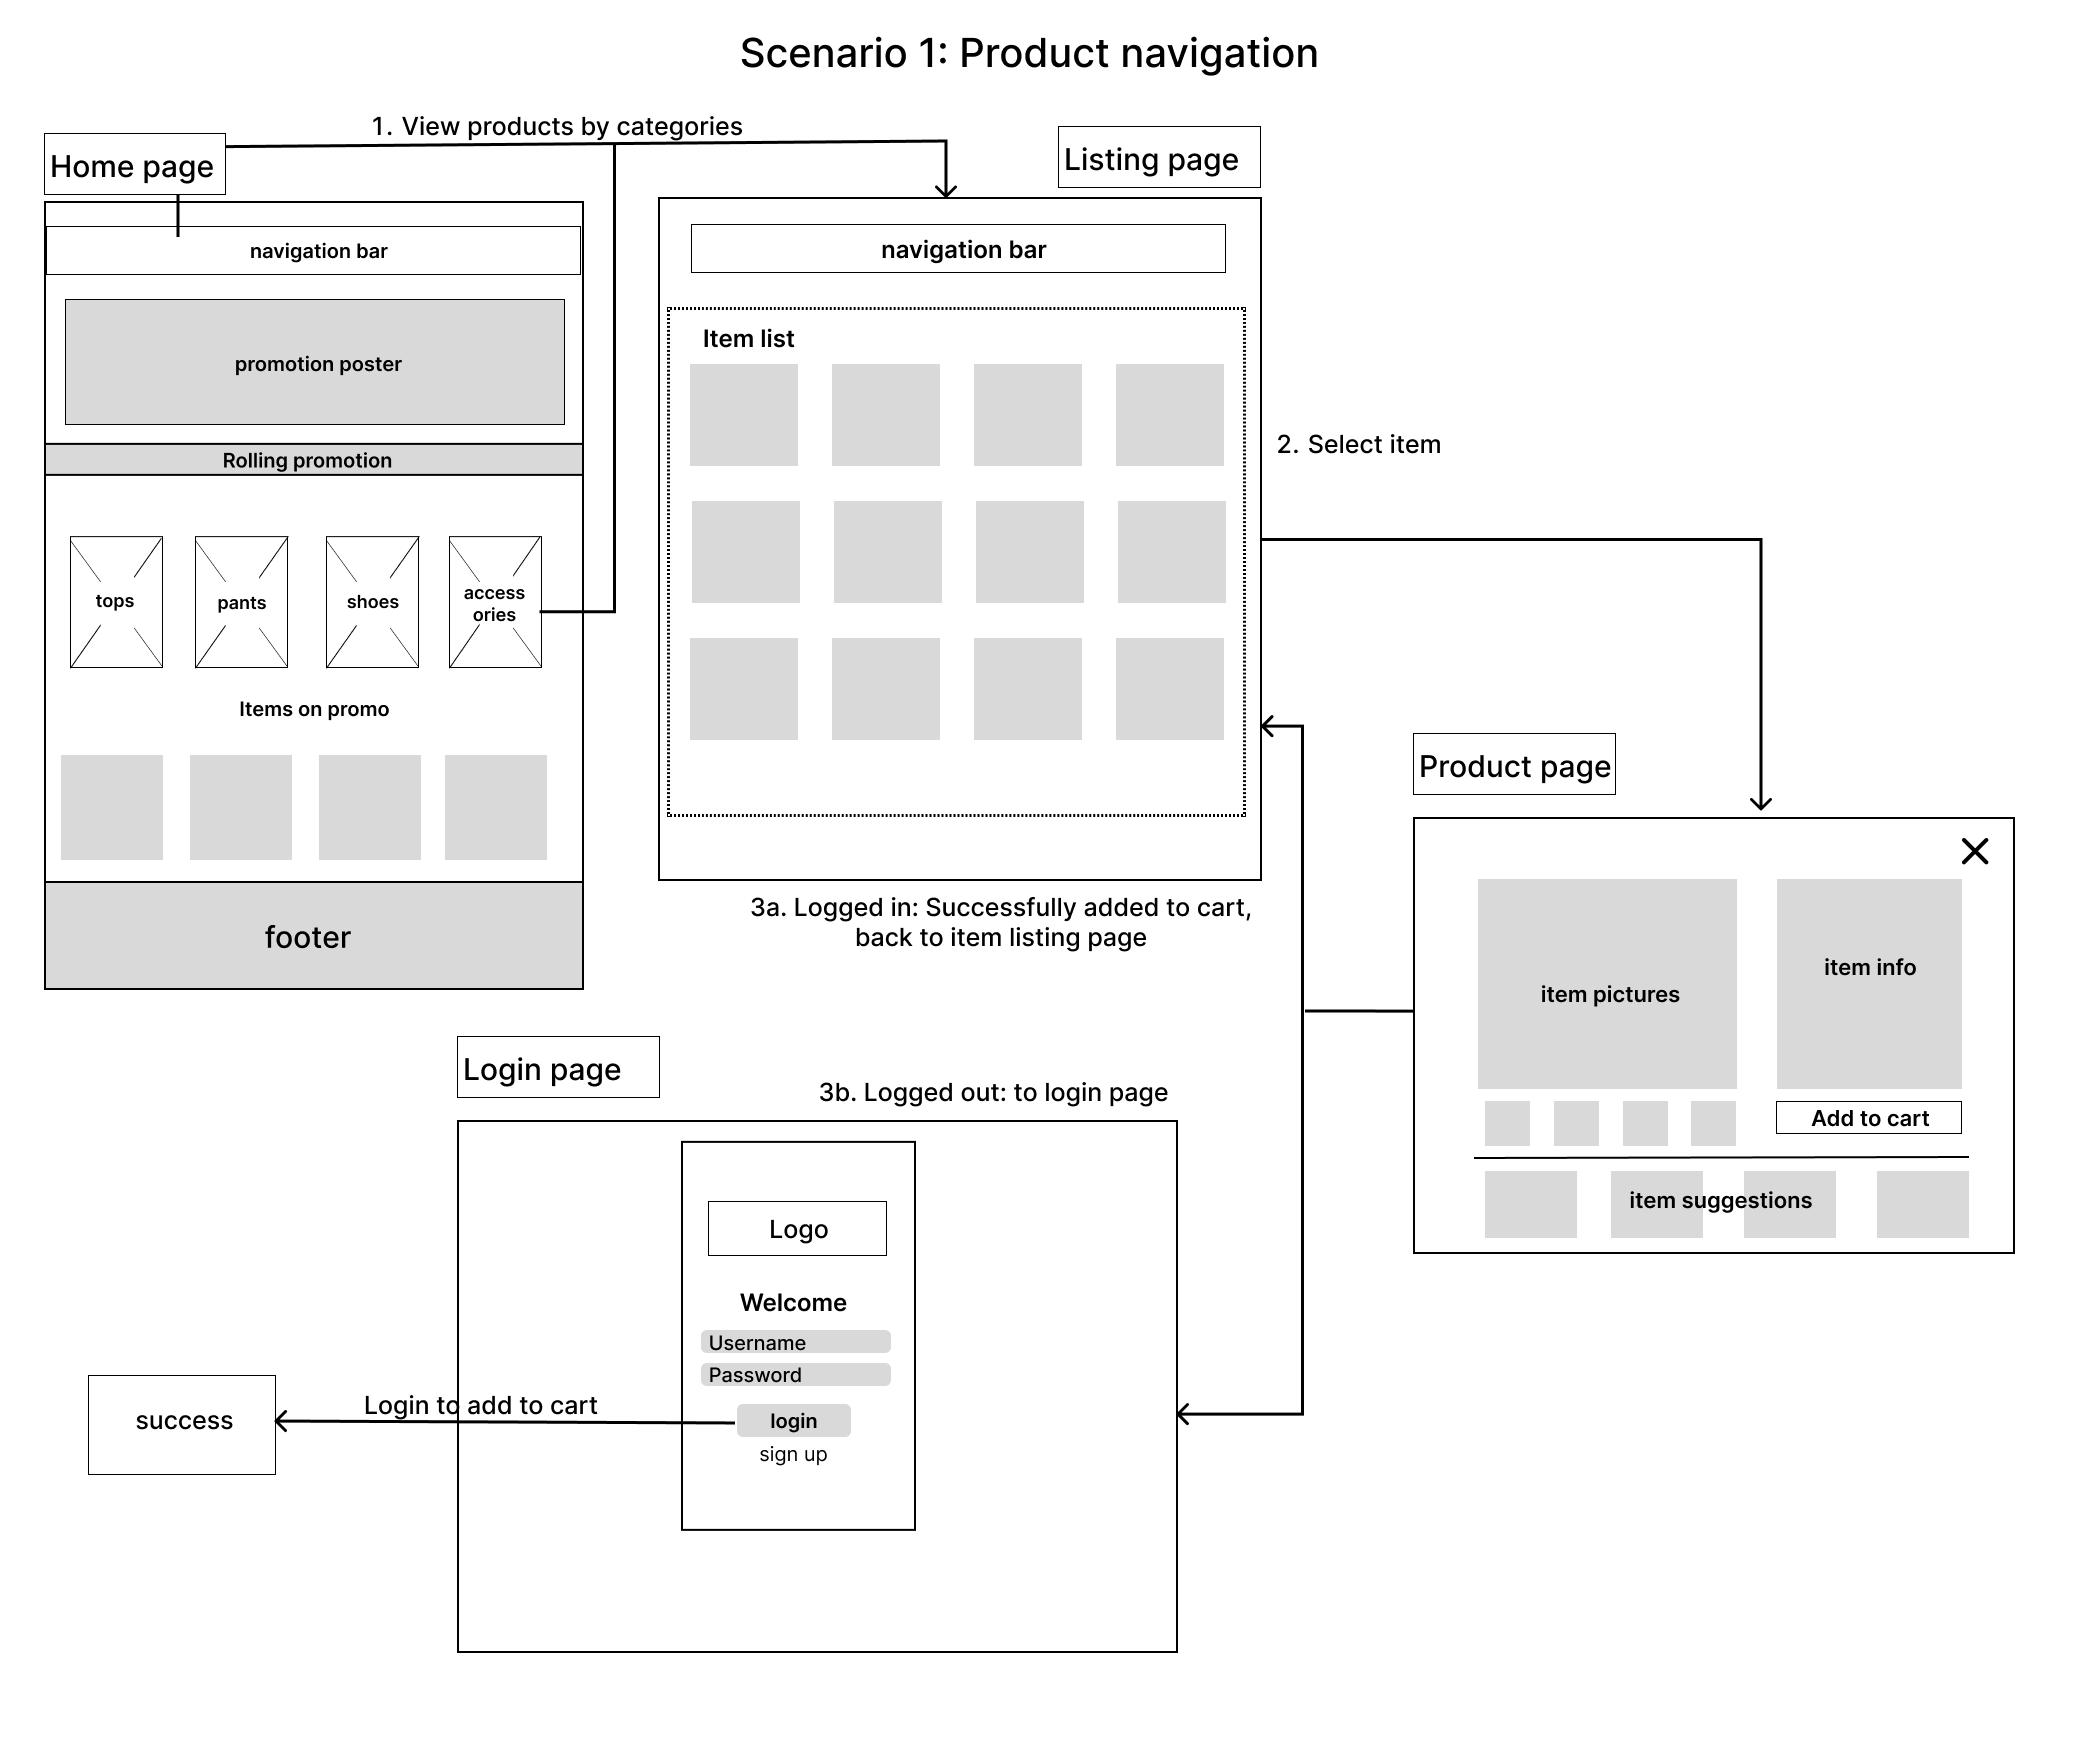 Scenario 1: Product navigation
1. View products by categories
Home page
navigation bar
promotion poster
Rolling promotion
tops
pants
shoes
access
ories
Items on promo
footer
Listing page
navigation bar
Item list
2. Select item
Product page
item pictures
item info
Add to cart
item suggestions
3a. Logged in: Successfully added to cart,
back to item listing page
Login page
3b. Logged out: to login page
Logo
Welcome
Username
Password
login
sign up
Login to add to cart
success